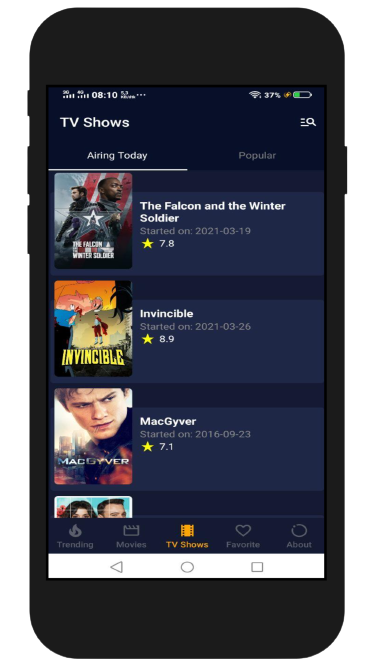 3G 4G 08:10 ··· 37%
TV Shows
Airing Today
Popular
THE FALCON
WINTER SOLDIER
The Falcon and the Winter
Soldier
Started on: 2021-03-19
7.8
INVINCIBLE
Invincible
Started on: 2021-03-26
8.9
MACGYVER
MacGyver
Started on: 2016-09-23
7.1
Trending
Movies
TV Shows
Favorite
About